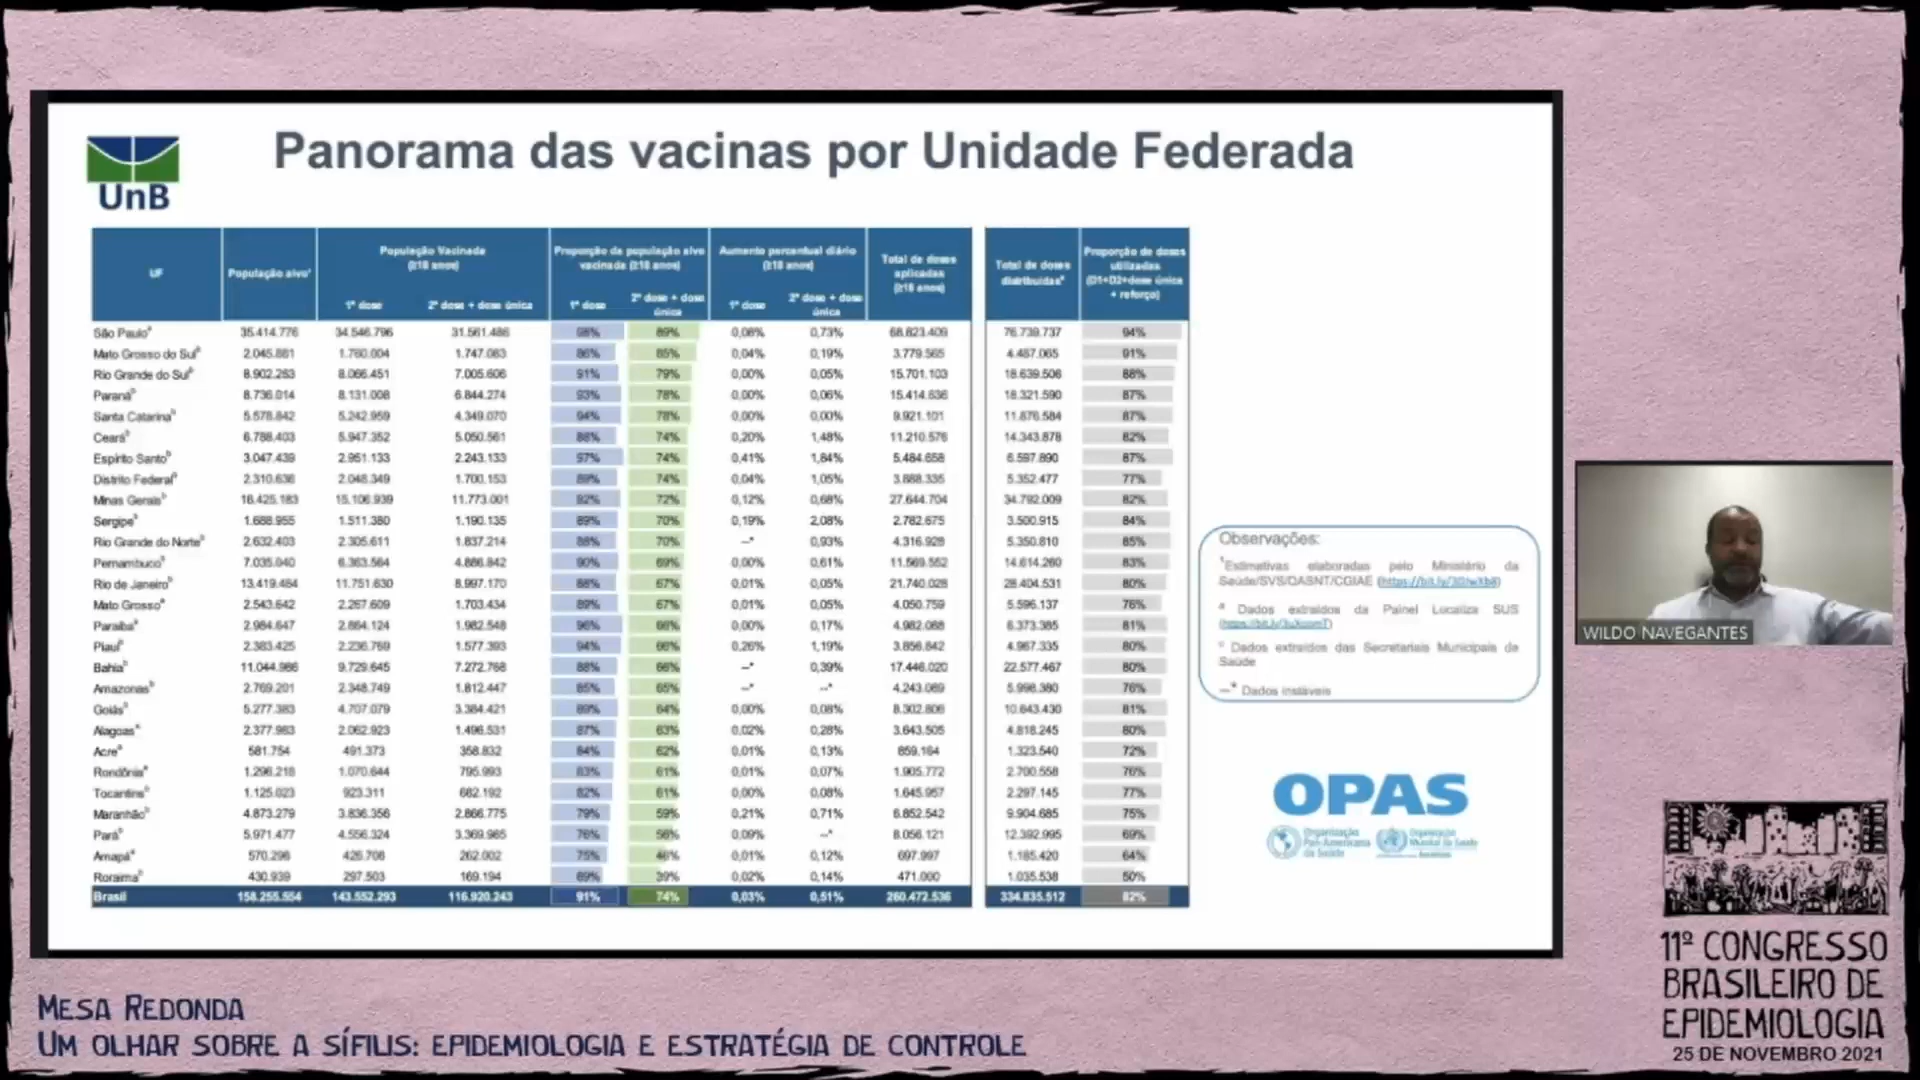 Panorama das vacinas por Unidade Federada
UnB
UF
População alvo¹
População Vacinada
(≥18 anos)
1ª dose
2ª dose + dose única
Proporção da população alvo
vacinada (≥18 anos)
1ª dose
2ª dose + dose
única
Aumento percentual diário
(≥18 anos)
1ª dose
2ª dose + dose
única
Total de doses
aplicadas
(≥18 anos)
Total de doses
distribuídas
Proporção de doses
utilizadas
(D1+D2+dose única
+ reforço)
São Paulo 35.414.776 34.546.796 31.561.486 98% 89% 0,08% 0,73% 68.823.409 76.739.737 94%
Mato Grosso do Sul 2.045.881 1.760.004 1.747.083 86% 85% 0,04% 0,19% 3.779.565 4.487.065 91%
Rio Grande do Sul 8.902.263 8.066.451 7.005.606 91% 79% 0,00% 0,05% 15.701.103 18.639.506 88%
Paraná 8.736.014 8.131.008 6.844.274 93% 78% 0,00% 0,06% 15.414.636 18.321.590 87%
Santa Catarina 5.578.842 5.242.959 4.349.070 94% 78% 0,00% 0,00% 9.921.101 11.876.584 87%
Ceará 6.788.403 5.947.352 5.050.561 88% 74% 0,20% 1,48% 11.210.576 14.343.878 82%
Espírito Santo 3.047.439 2.951.133 2.243.133 97% 74% 0,41% 1,84% 5.484.658 6.597.890 87%
Distrito Federal 2.310.636 2.048.349 1.700.153 89% 74% 0,04% 1,05% 3.888.335 5.352.477 77%
Minas Gerais 16.425.183 15.106.939 11.773.001 92% 72% 0,12% 0,68% 27.644.704 34.792.009 82%
Sergipe 1.688.955 1.511.380 1.190.135 89% 70% 0,19% 2,08% 2.782.675 3.500.915 84%
Rio Grande do Norte 2.632.403 2.305.611 1.837.214 88% 70% --* 0,93% 4.316.928 5.350.810 85%
Pernambuco 7.035.040 6.363.564 4.886.842 90% 69% 0,00% 0,61% 11.569.552 14.614.260 83%
Rio de Janeiro 13.419.464 11.751.630 8.997.170 88% 67% 0,01% 0,05% 21.740.028 28.404.531 80%
Mato Grosso 2.543.642 2.267.609 1.703.434 89% 67% 0,01% 0,05% 4.050.759 5.596.137 76%
Paraíba 2.984.647 2.864.124 1.982.548 96% 66% 0,00% 0,17% 4.982.088 6.373.385 81%
Piauí 2.383.425 2.236.769 1.577.393 94% 66% 0,26% 1,19% 3.856.842 4.967.335 80%
Bahia 11.044.986 9.729.645 7.272.768 88% 66% --* 0,39% 17.446.020 22.577.467 80%
Amazonas 2.769.201 2.348.749 1.812.447 85% 65% --* --* 4.243.089 5.998.380 76%
Goiás 5.277.383 4.707.079 3.384.421 89% 64% 0,00% 0,08% 8.302.806 10.643.430 81%
Alagoas 2.377.983 2.062.923 1.496.531 87% 63% 0,02% 0,28% 3.643.505 4.818.245 80%
Acre 581.754 491.373 358.832 84% 62% 0,01% 0,13% 859.164 1.323.540 72%
Rondônia 1.296.218 1.070.644 795.993 83% 61% 0,01% 0,07% 1.905.772 2.700.558 76%
Tocantins 1.125.023 923.311 682.192 82% 61% 0,00% 0,08% 1.645.957 2.297.145 77%
Maranhão 4.873.279 3.836.356 2.866.775 79% 59% 0,21% 0,71% 6.852.542 9.904.685 75%
Pará 5.971.477 4.556.324 3.369.965 76% 56% 0,09% --* 8.056.121 12.392.995 69%
Amapá 570.296 426.706 262.002 75% 46% 0,01% 0,12% 697.997 1.185.420 64%
Roraima 430.939 297.503 169.194 69% 39% 0,02% 0,14% 471.000 1.035.538 50%
Brasil 158.255.554 143.552.293 116.920.243 91% 74% 0,03% 0,51% 260.472.536 334.835.512 82%
Observações:
¹Estimativas elaboradas pelo Ministério da
Saúde/SVS/DASNT/CGIAE
ª Dados extraídos da Painel Localiza SUS
Dados extraídos das Secretariais Municipais de
Saúde
--* Dados instáveis
OPAS
Organização
Pan-Americana
da Saúde
Organização
Mundial da Saúde
WILDO NAVEGANTES
11º CONGRESSO
BRASILEIRO DE
EPIDEMIOLOGIA
25 DE NOVEMBRO 2021
MESA REDONDA
UM OLHAR SOBRE A SÍFILIS: EPIDEMIOLOGIA E ESTRATÉGIA DE CONTROLE